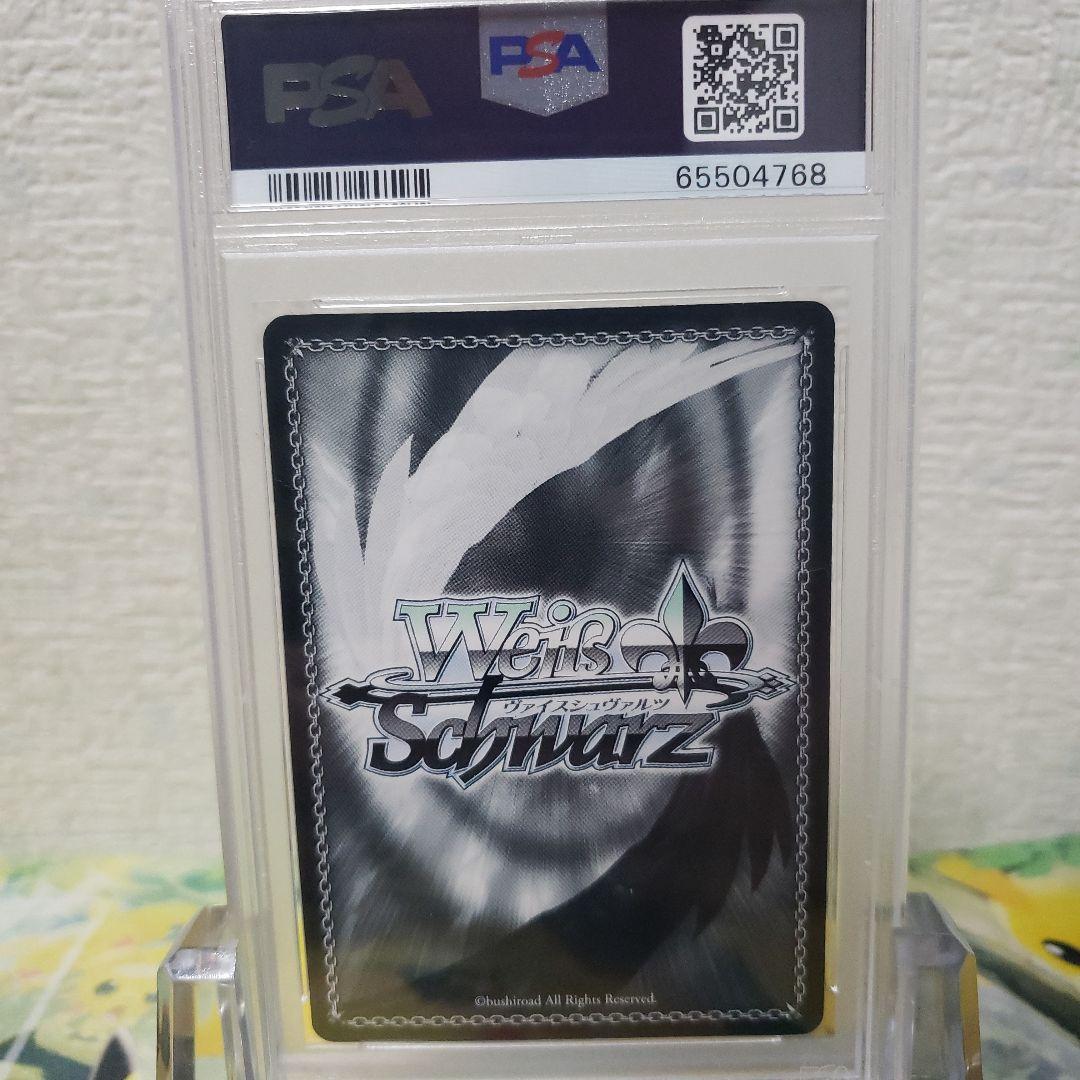 PSA
PSA
65504768
Weiß
ヴァイスシュヴァルツ
Schwarz
©bushiroad All Rights Reserved.
PSA